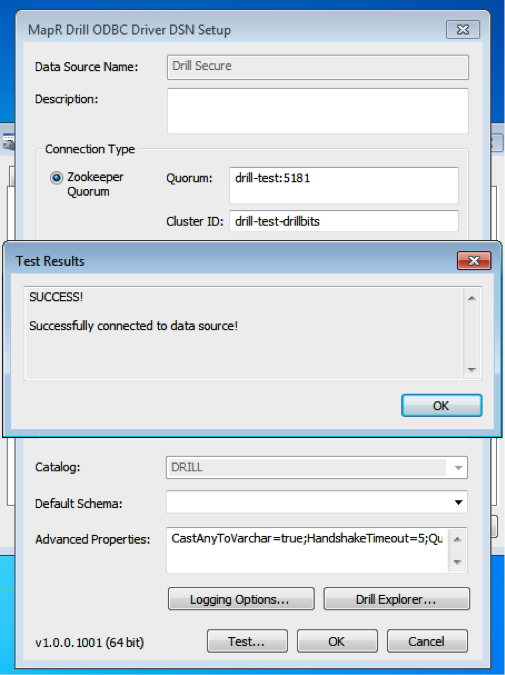 MapR Drill ODBC Driver DSN Setup
Data Source Name: Drill Secure
Description:
Connection Type
Zookeeper Quorum
Quorum: drill-test:5181
Cluster ID: drill-test-drillbits
Test Results
SUCCESS!
Successfully connected to data source!
OK
Catalog: DRILL
Default Schema:
Advanced Properties: CastAnyToVarchar=true;HandshakeTimeout=5;Qu
Logging Options... Drill Explorer...
v1.0.0.1001 (64 bit) Test... OK Cancel